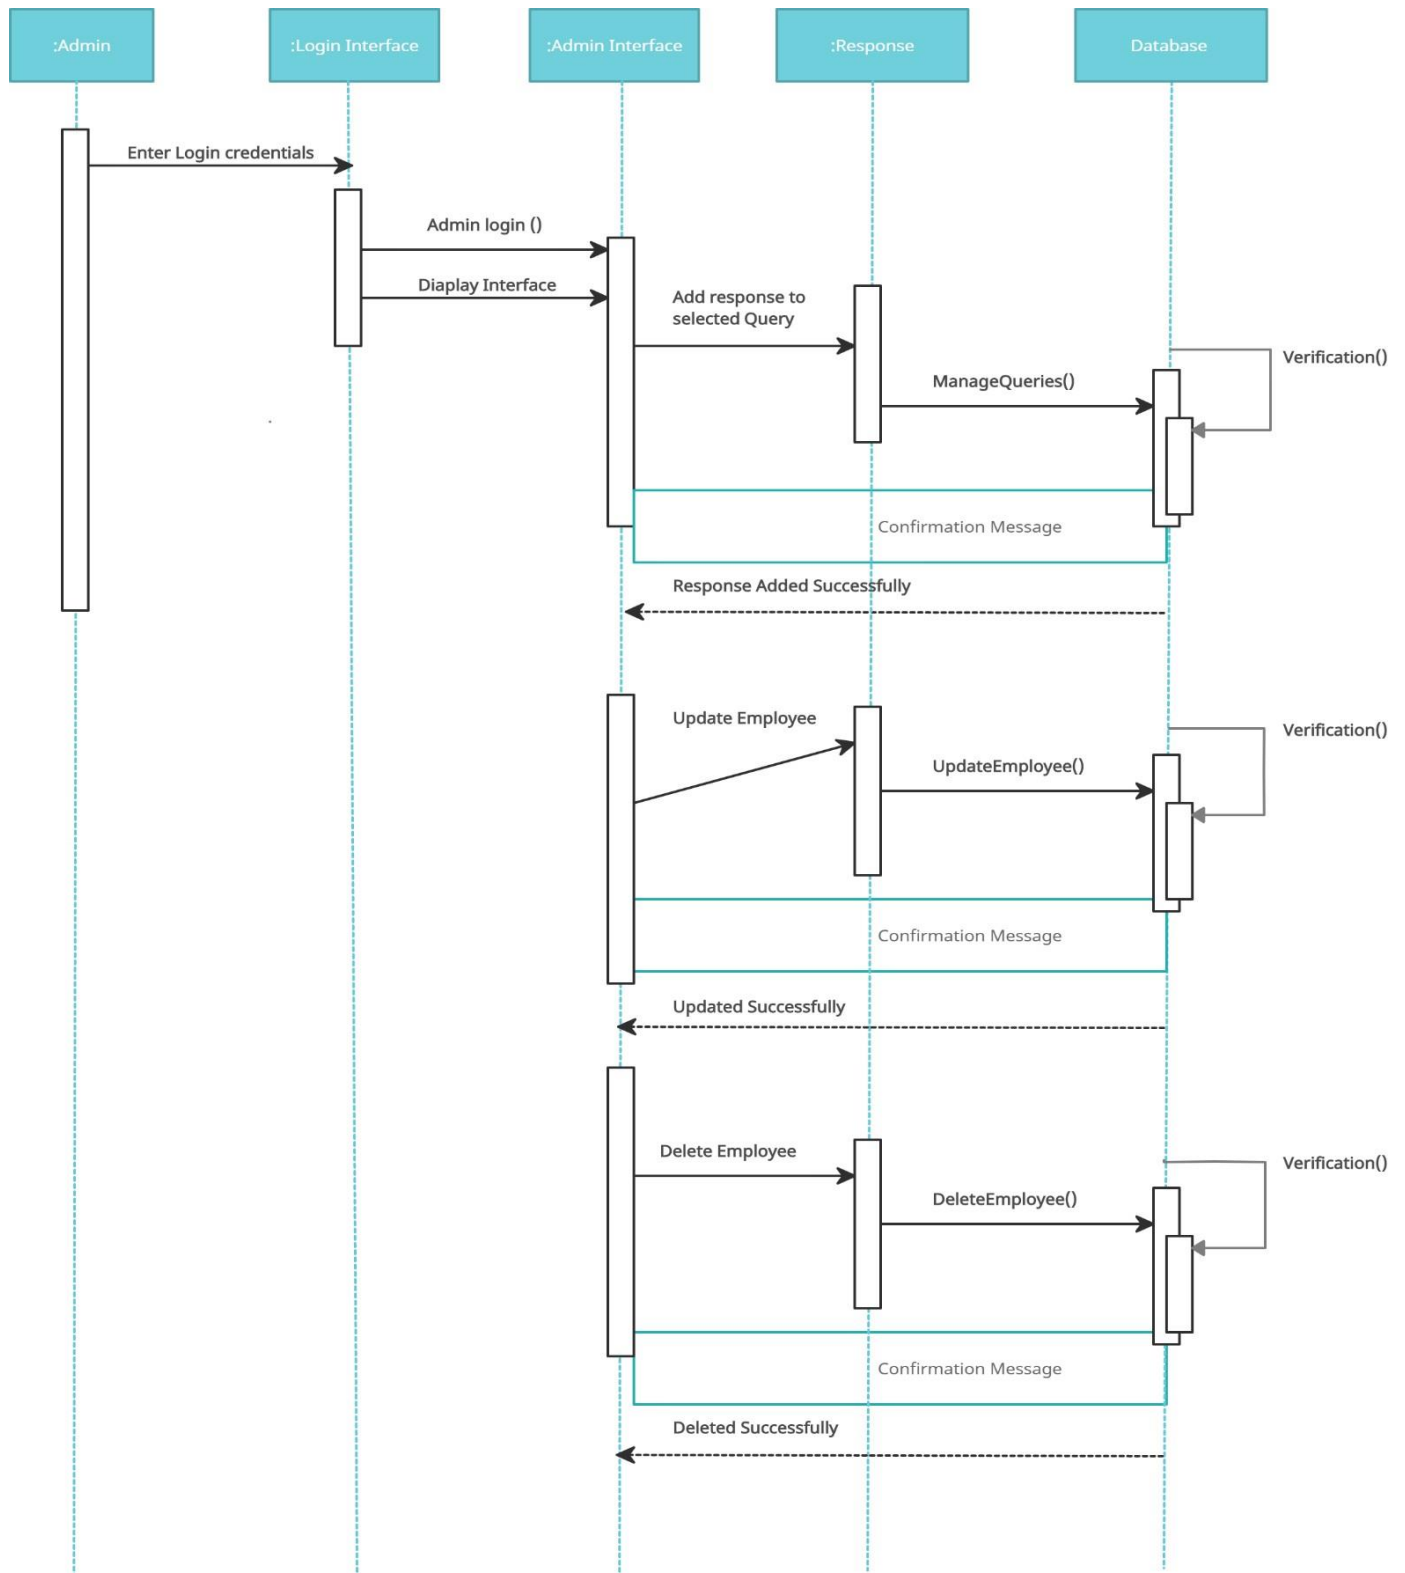 :Admin
:Login Interface
:Admin Interface
:Response
Database
Enter Login credentials
Admin login ()
Diaplay Interface
Add response to
selected Query
Verification()
ManageQueries()
Confirmation Message
Response Added Successfully
Update Employee
Verification()
UpdateEmployee()
Confirmation Message
Updated Successfully
Delete Employee
Verification()
DeleteEmployee()
Confirmation Message
Deleted Successfully